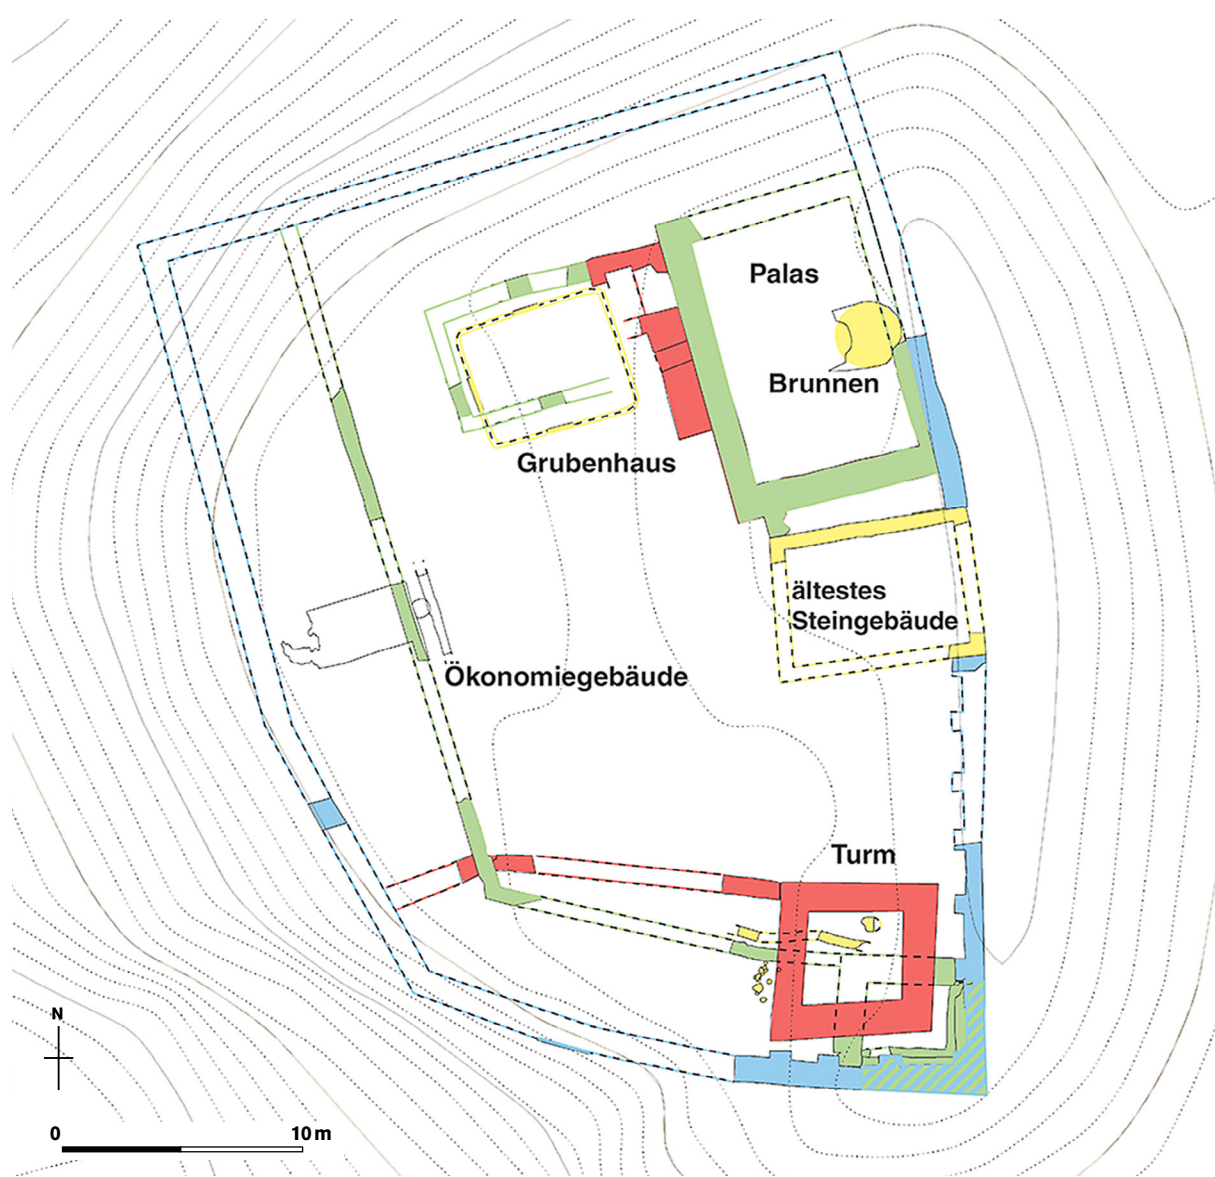 Palas
Brunnen
Grubenhaus
ältestes
Steingebäude
Ökonomiegebäude
Turm
N
0 10 m